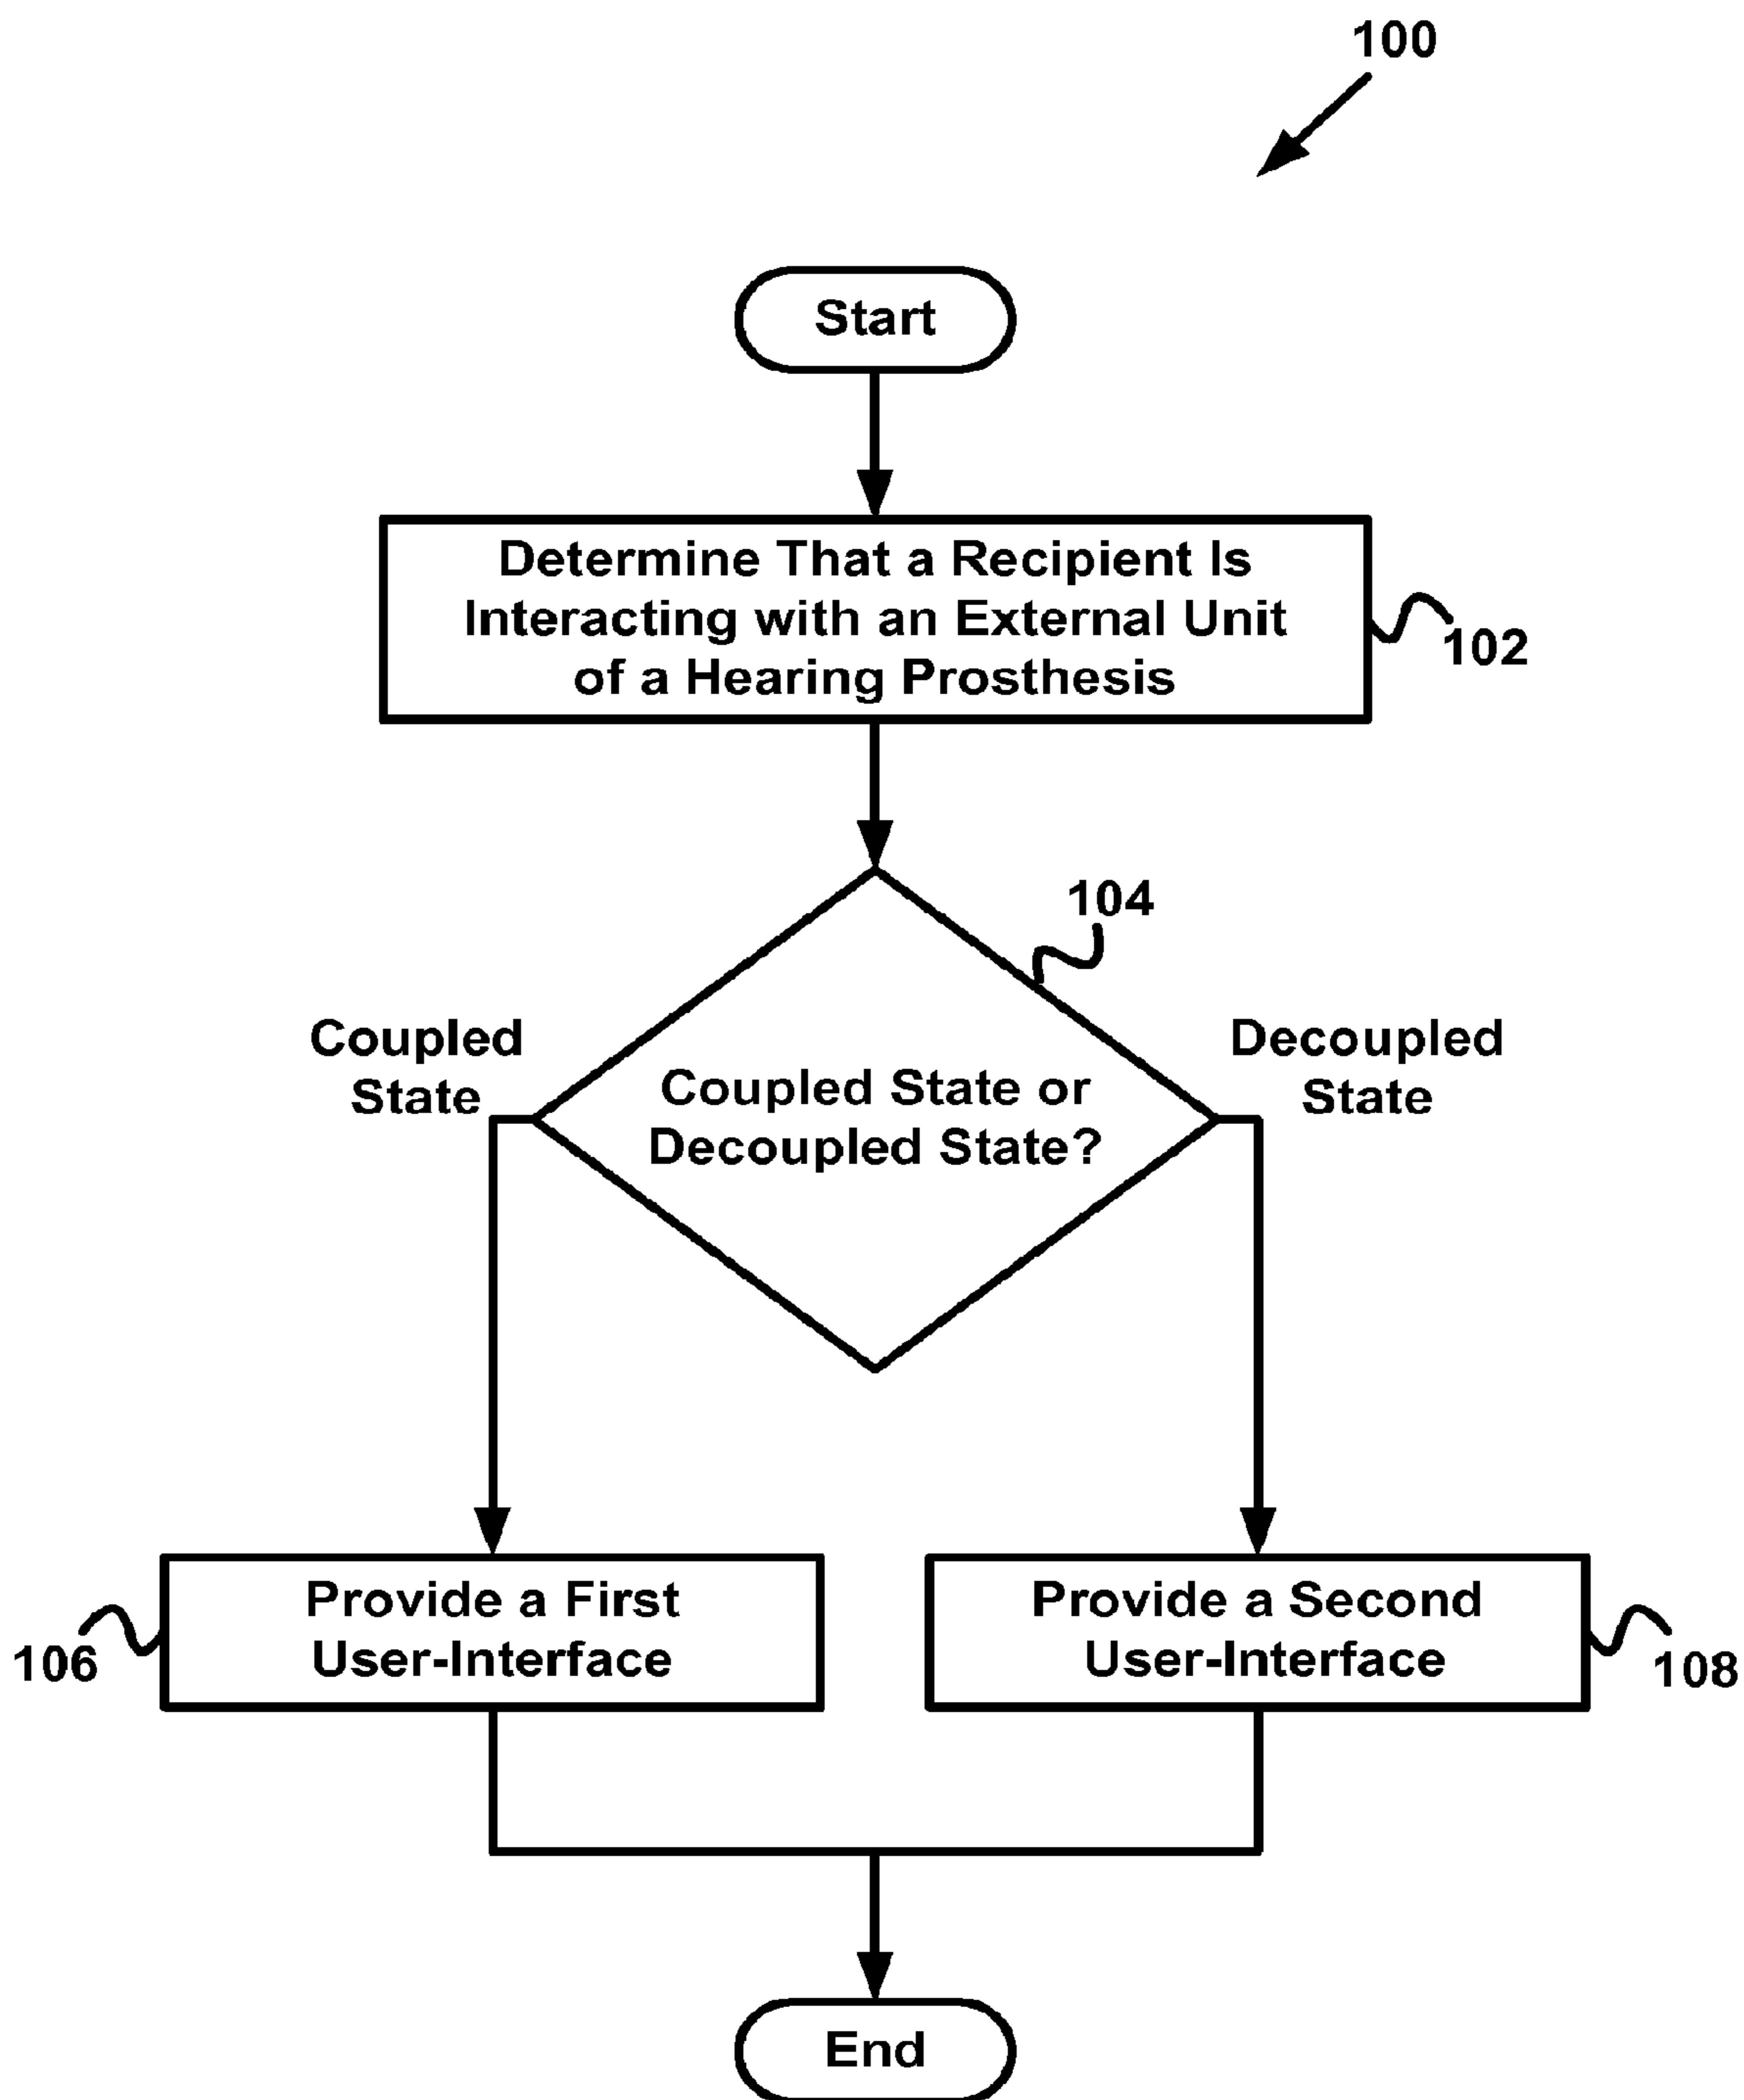 100
Start
Determine That a Recipient Is
Interacting with an External Unit
of a Hearing Prosthesis
102
104
Coupled
State
Coupled State or
Decoupled State?
Decoupled
State
Provide a First
User-Interface
106
Provide a Second
User-Interface
108
End